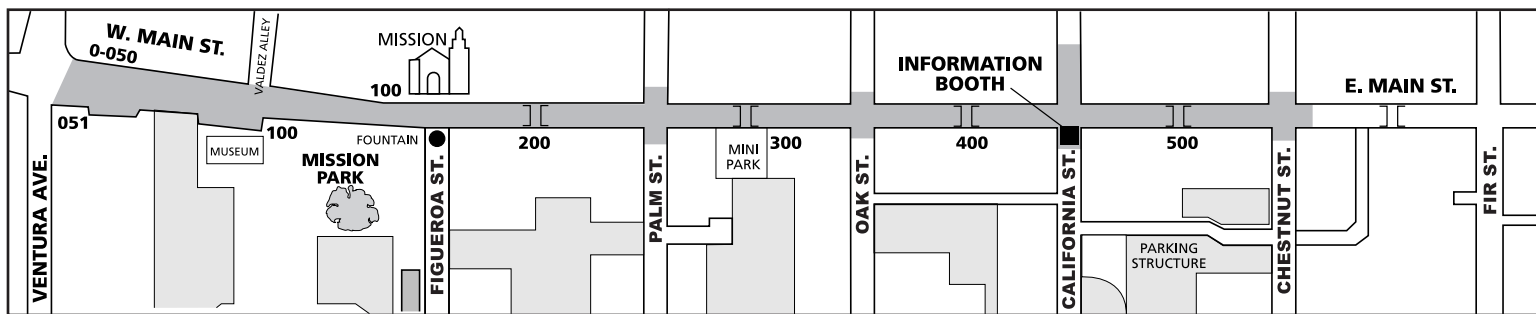 W. MAIN ST.
0-050
VALDEZ ALLEY
MISSION
100
INFORMATION
BOOTH
E. MAIN ST.
051
100
MUSEUM
MISSION
PARK
FOUNTAIN
200
MINI
PARK
300
400
500
VENTURA AVE.
FIGUEROA ST.
PALM ST.
OAK ST.
CALIFORNIA ST.
PARKING
STRUCTURE
CHESTNUT ST.
FIR ST.